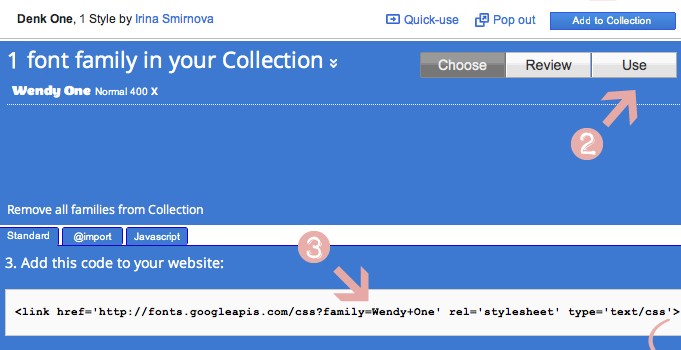 Denk One, 1 Style by Irina Smirnova
Quick-use Pop out Add to Collection
1 font family in your Collection
Choose Review Use
Wendy One Normal 400 X
2
Remove all families from Collection
Standard @import Javascript
3. Add this code to your website:
3
<link href='http://fonts.googleapis.com/css?family=Wendy+One' rel='stylesheet' type='text/css'>